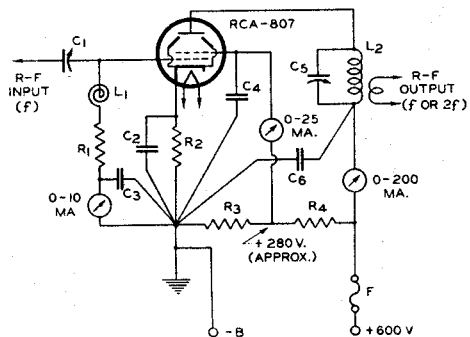 RCA-807
C1
L2
R-F
INPUT
(f)
L1
C4
C5
R-F
OUTPUT
(f OR 2f)
0-25
MA.
C2
R2
R1
C3
C6
0-10
MA
0-200
MA.
R3
R4
+ 280 V.
(APPROX.)
F
-B
+600 V